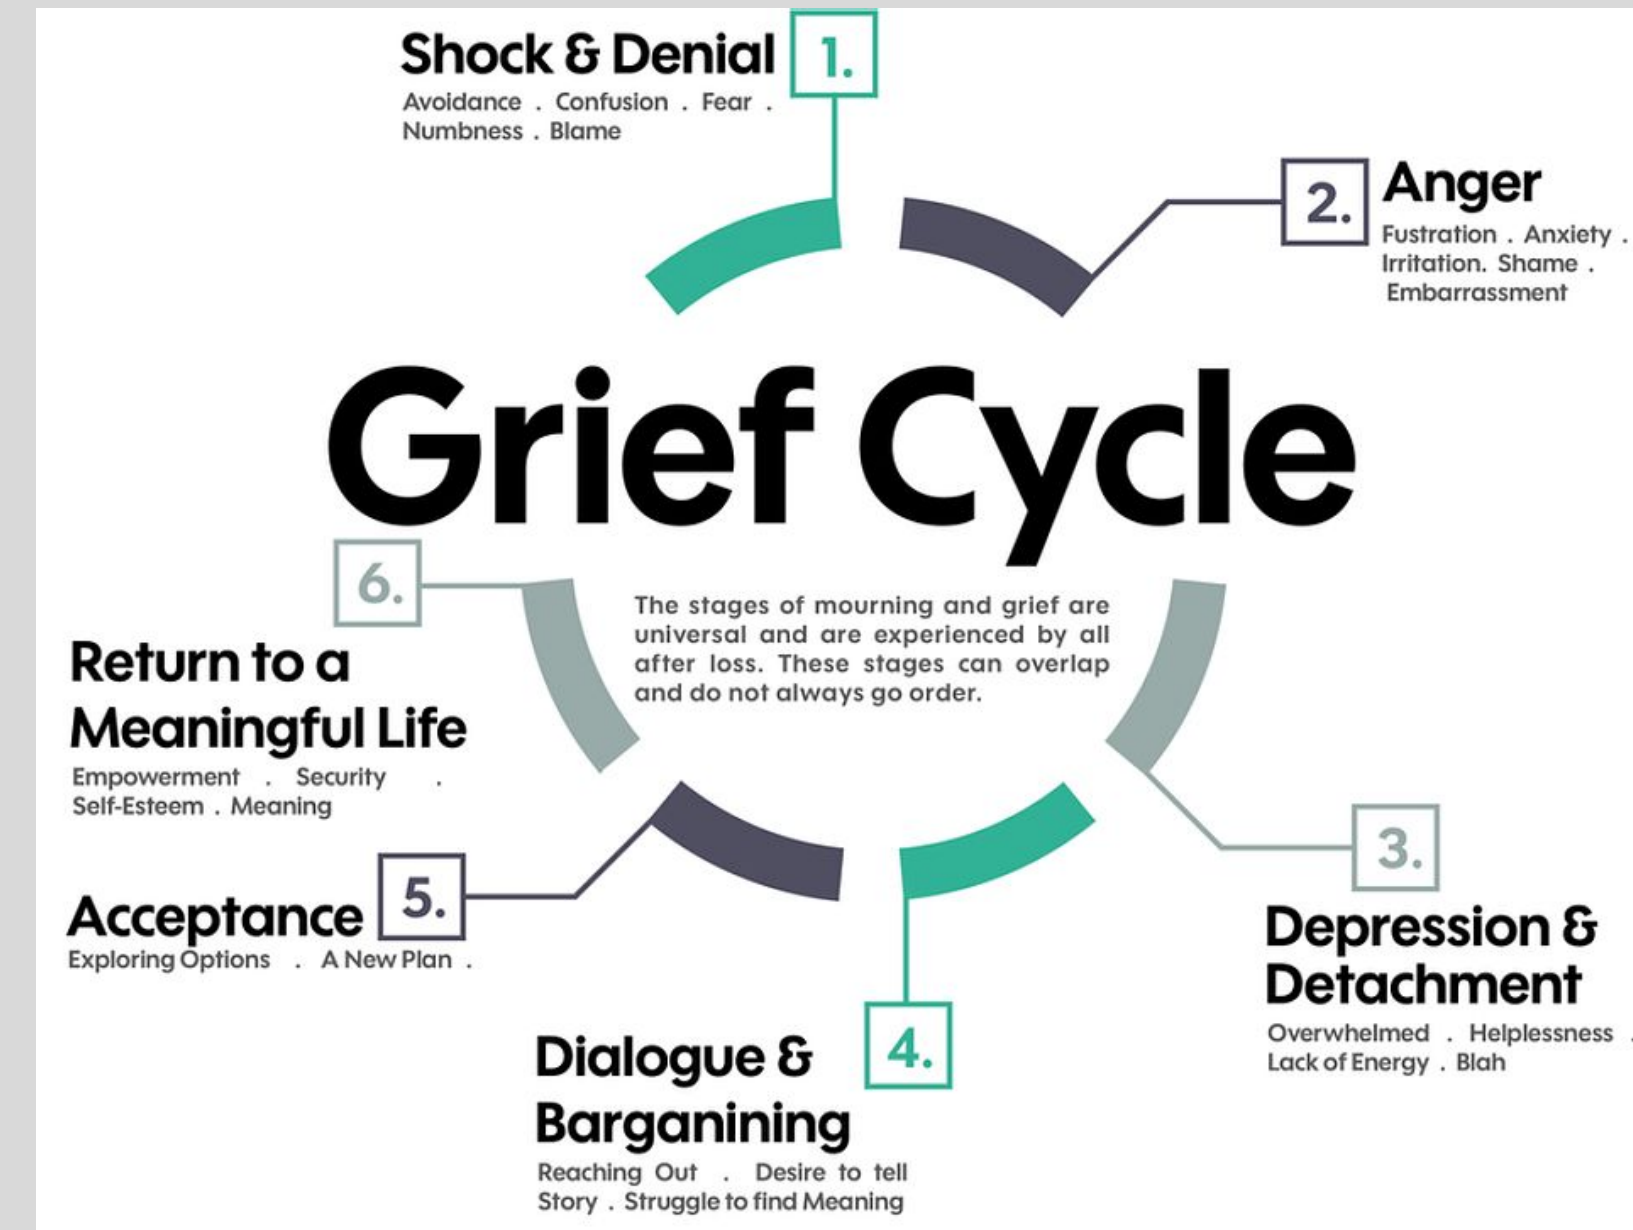 Shock & Denial
1.
Avoidance . Confusion . Fear .
Numbness . Blame
2.
Anger
Fustration . Anxiety .
Irritation. Shame .
Embarrassment
Grief Cycle
The stages of mourning and grief are
universal and are experienced by all
after loss. These stages can overlap
and do not always go order.
3.
Depression &
Detachment
Overwhelmed . Helplessness .
Lack of Energy . Blah
4.
Dialogue &
Barganining
Reaching Out . Desire to tell
Story . Struggle to find Meaning
5.
Acceptance
Exploring Options . A New Plan .
6.
Return to a
Meaningful Life
Empowerment . Security .
Self-Esteem . Meaning